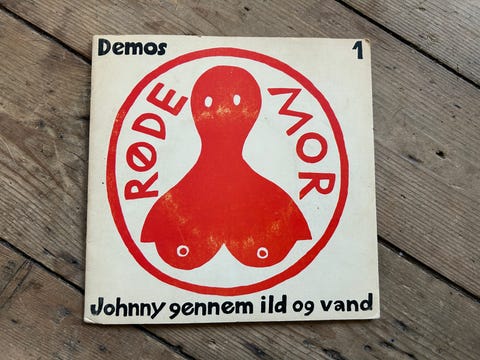 Demos 1
RØDE MOR
Johnny gennem ild og vand